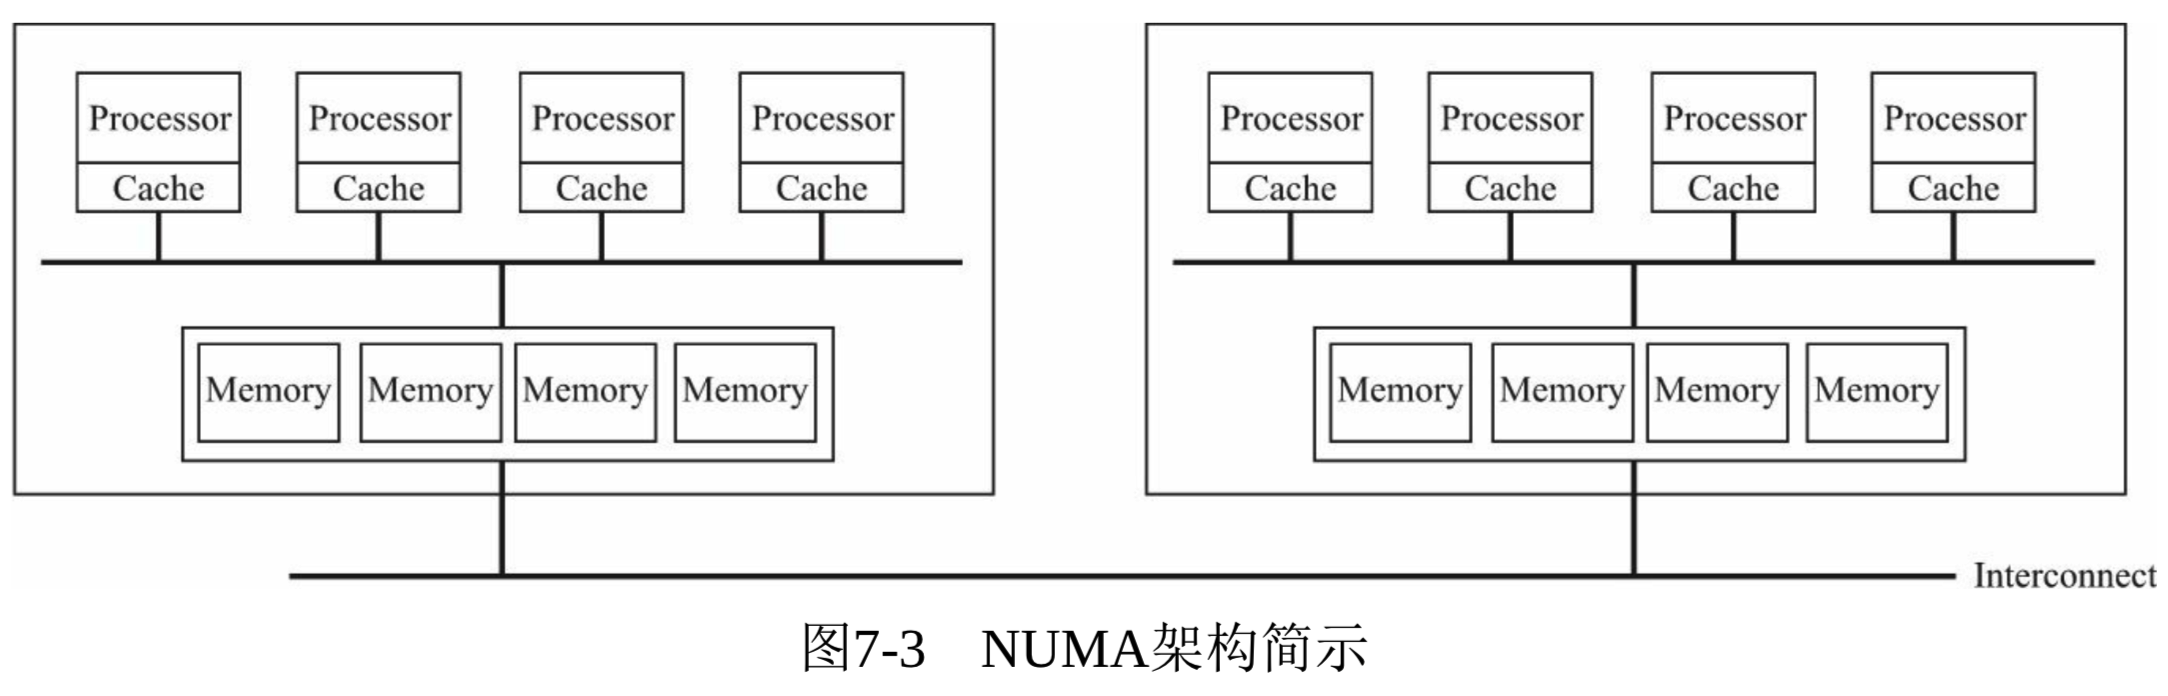 Processor Processor Processor Processor Processor Processor Processor Processor
Cache Cache Cache Cache Cache Cache Cache Cache
Memory Memory Memory Memory Memory Memory Memory Memory
Interconnect
图7-3 NUMA架构简示